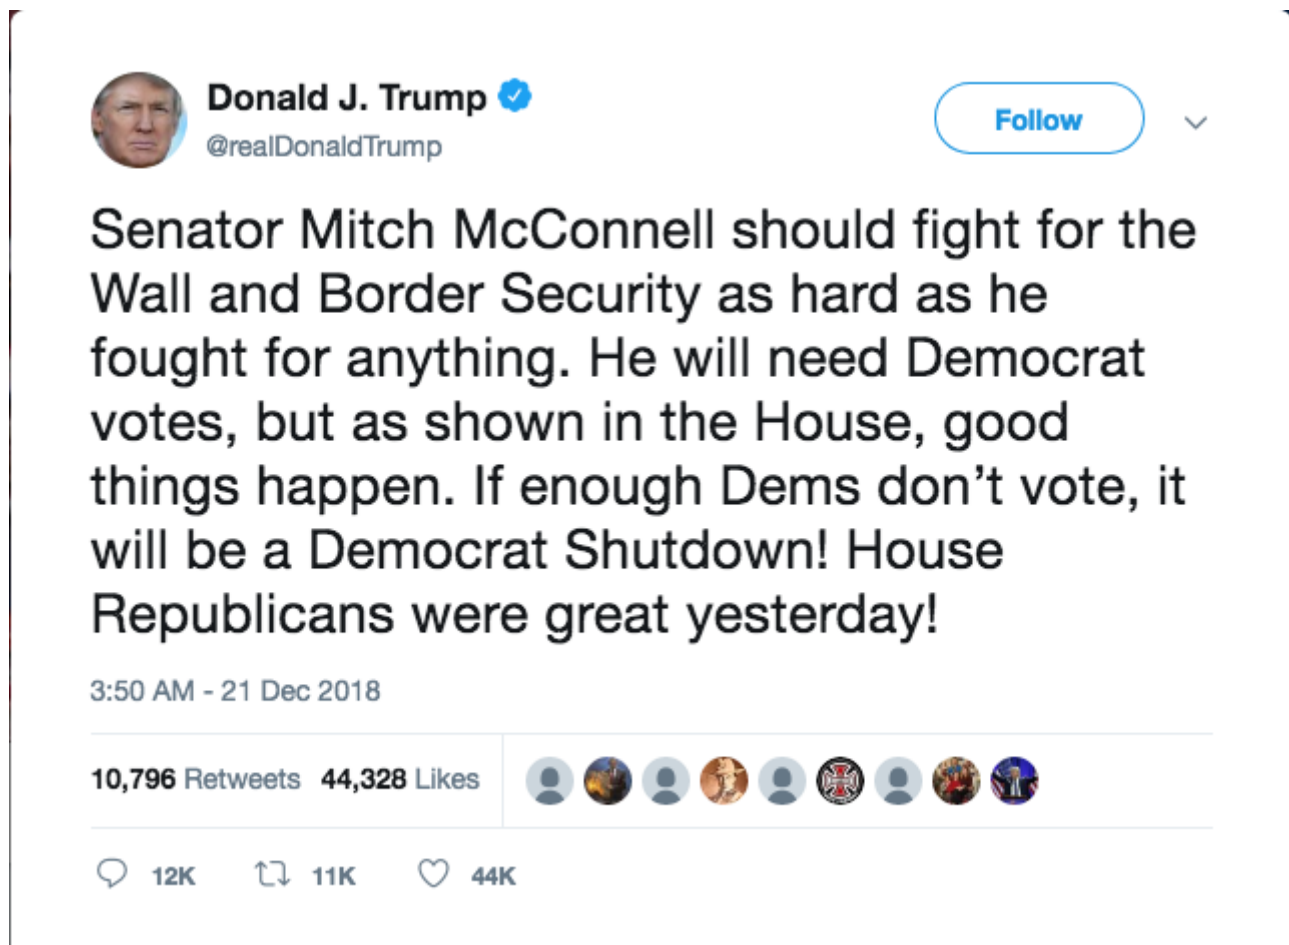 Donald J. Trump
Follow
@realDonaldTrump
Senator Mitch McConnell should fight for the
Wall and Border Security as hard as he
fought for anything. He will need Democrat
votes, but as shown in the House, good
things happen. If enough Dems don’t vote, it
will be a Democrat Shutdown! House
Republicans were great yesterday!
3:50 AM - 21 Dec 2018
10,796 Retweets 44,328 Likes
12K 11K 44K